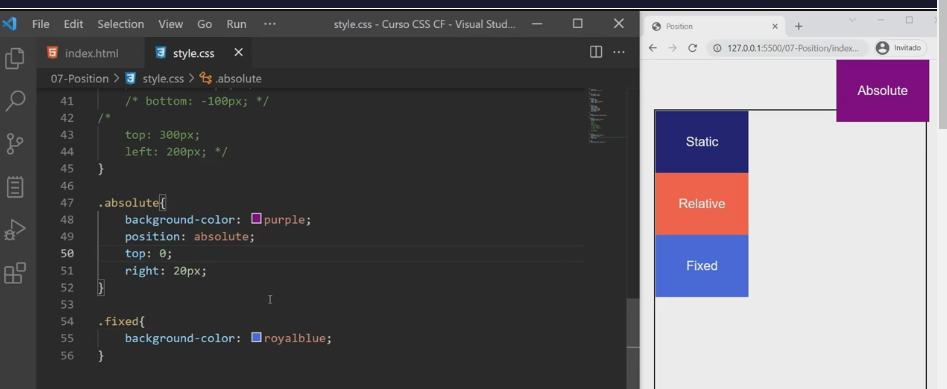 File Edit Selection View Go Run ··· style.css - Curso CSS CF - Visual Stud...
index.html style.css
07-Position > style.css > .absolute
41 /* bottom: -100px; */
42 /*
43 top: 300px;
44 left: 200px; */
45 }
46
47 .absolute{
48 background-color: purple;
49 position: absolute;
50 top: 0;
51 right: 20px;
52 }
53
54 .fixed{
55 background-color: royalblue;
56 }
Position
127.0.0.1:5500/07-Position/index... Invitado
Absolute
Static
Relative
Fixed